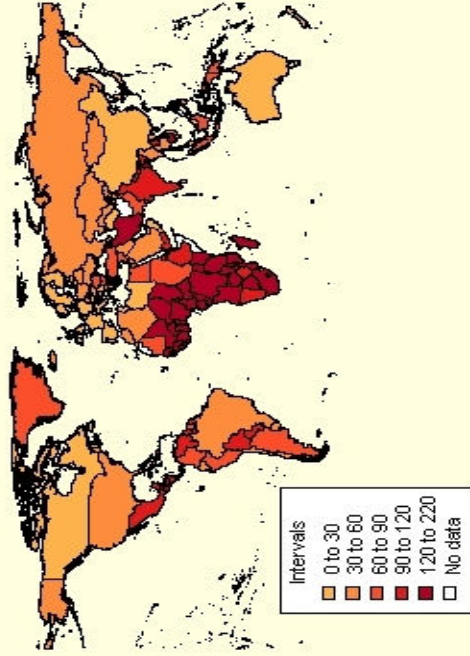 Intervals
0 to 30
30 to 60
60 to 90
90 to 120
120 to 220
No data